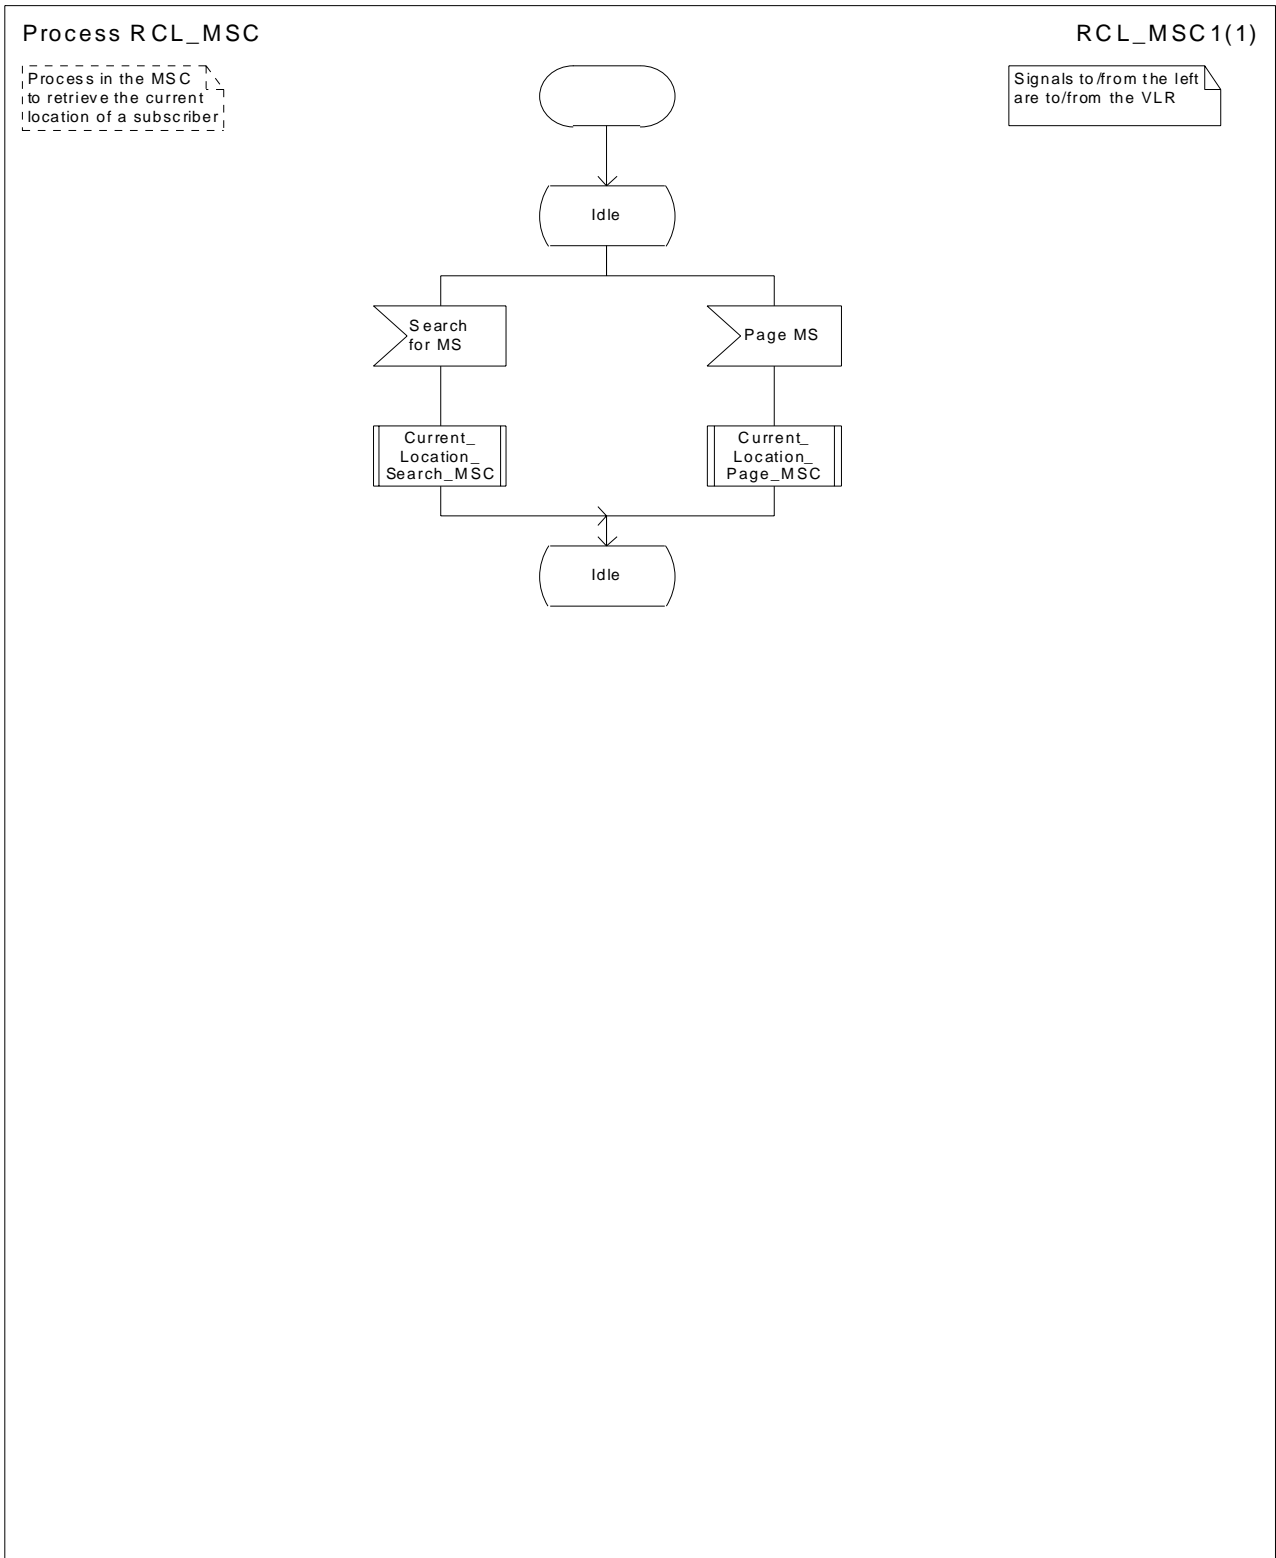 Process RCL_MSC
RCL_MSC1(1)
Process in the MSC
to retrieve the current
location of a subscriber
Signals to/from the left
are to/from the VLR
Idle
Search
for MS
Page MS
Current_
Location_
Search_MSC
Current_
Location_
Page_MSC
Idle